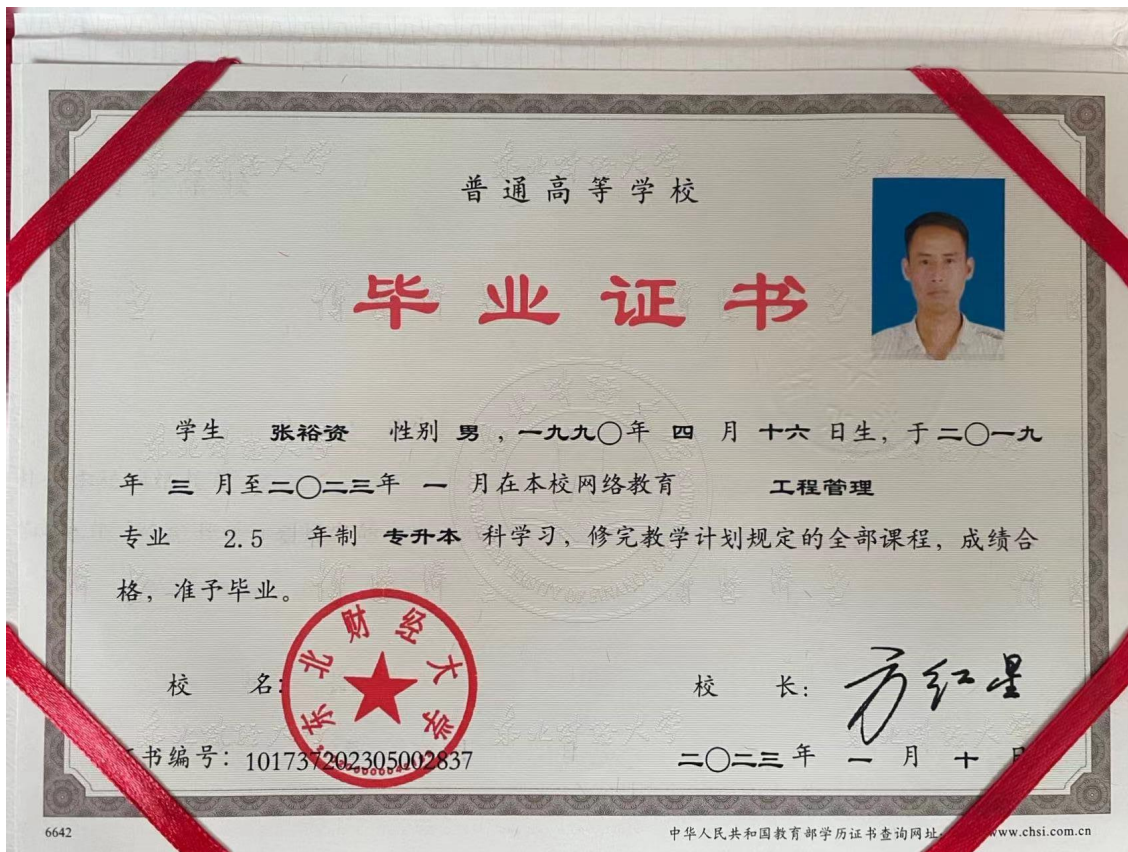 普通高等学校
毕业证书
学生 张裕资 性别 男 ，一九九〇年 四 月 十六 日生，于二〇一九
年 三 月至二〇二三年 一 月在本校网络教育 工程管理
专业 2.5 年制 专升本 科学习，修完教学计划规定的全部课程，成绩合
格，准予毕业。
东北财经大学
校 名：
校 长：方红星
书编号：101737202305002837
二〇二三年 一 月 十
6642
中华人民共和国教育部学历证书查询网址 www.chsi.com.cn